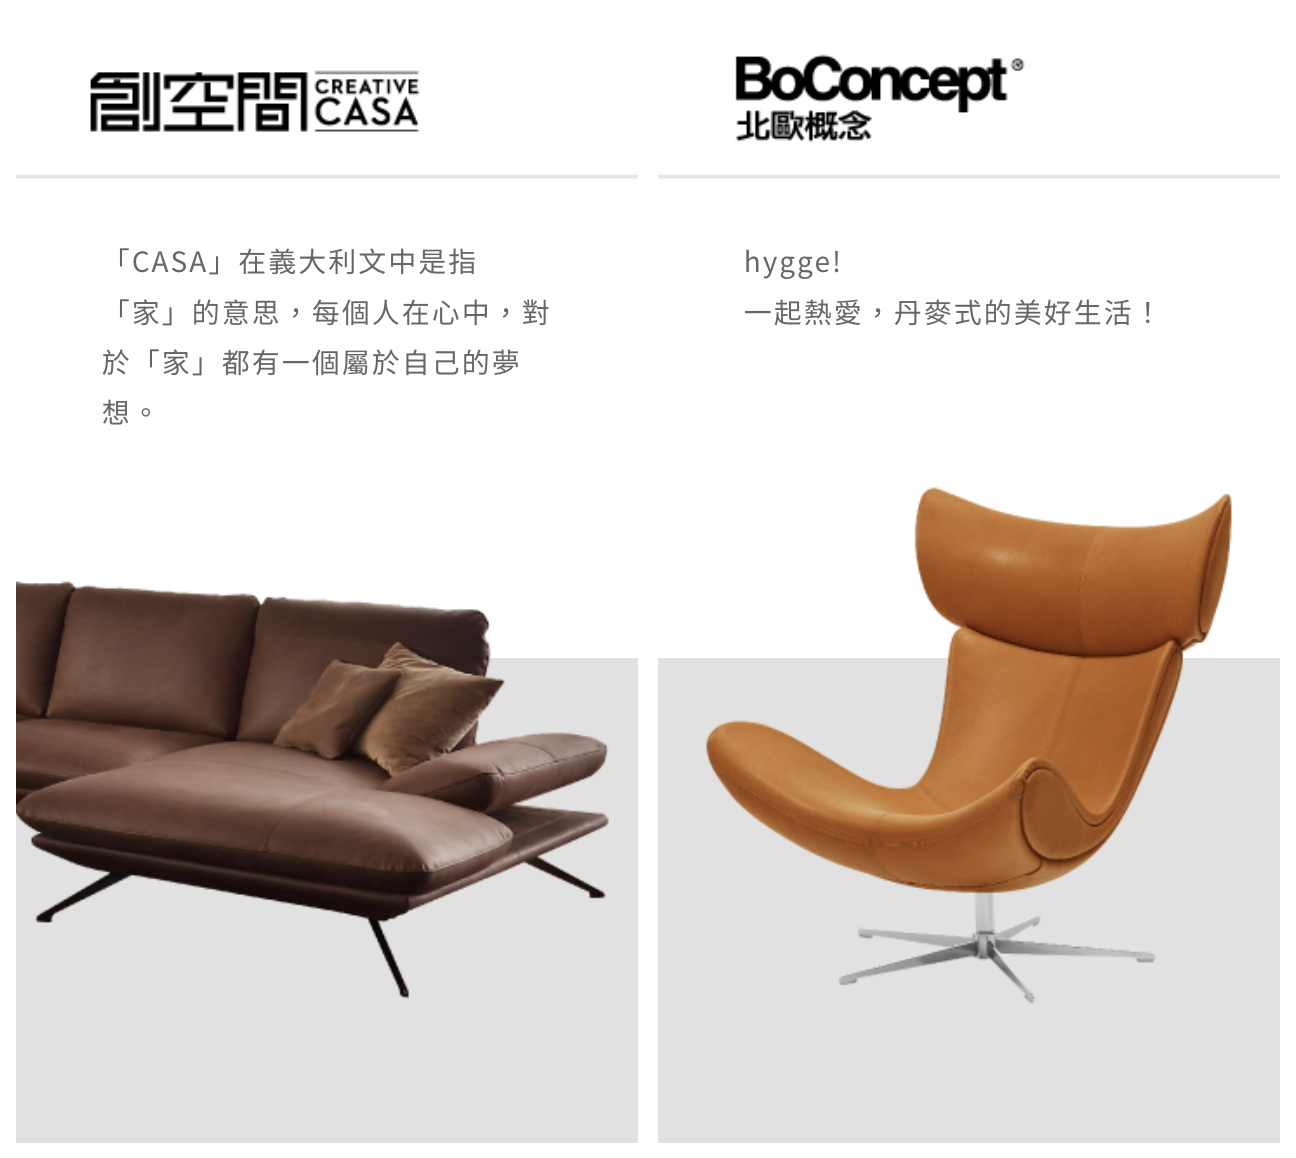 創空間 CREATIVE CASA
「CASA」在義大利文中是指
「家」的意思，每個人在心中，對
於「家」都有一個屬於自己的夢
想。
BoConcept®
北歐概念
hygge!
一起熱愛，丹麥式的美好生活！